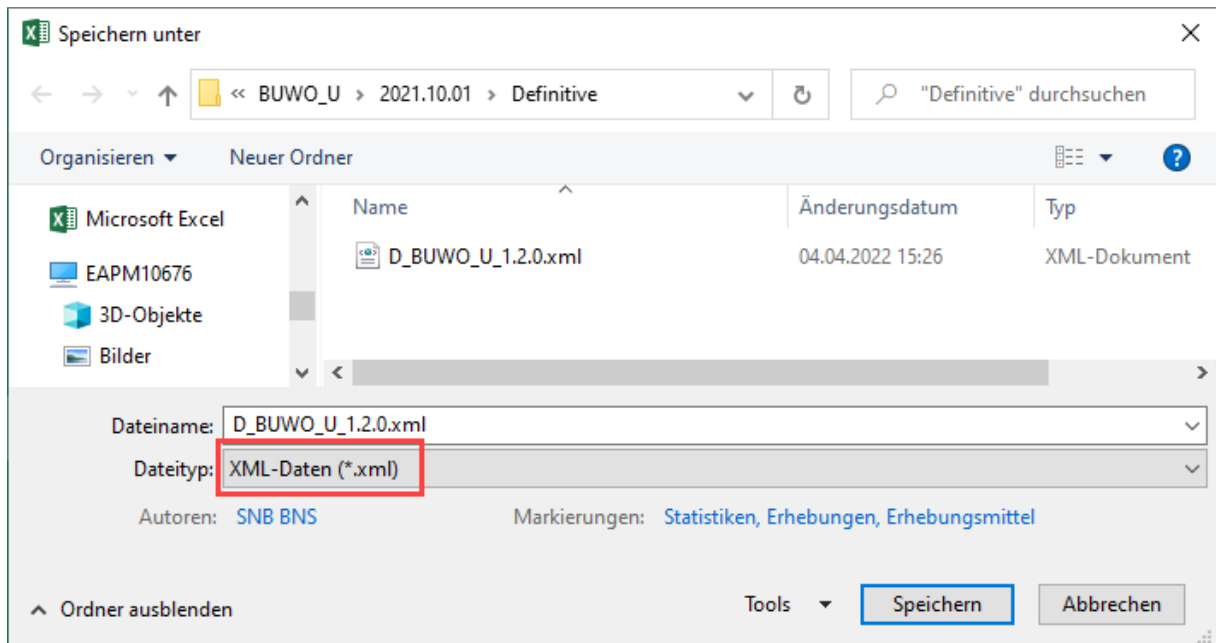 Speichern unter
« BUWO_U > 2021.10.01 > Definitive "Definitive" durchsuchen
Organisieren Neuer Ordner ?
Name Änderungsdatum Typ
Microsoft Excel
D_BUWO_U_1.2.0.xml 04.04.2022 15:26 XML-Dokument
EAPM10676
3D-Objekte
Bilder
Dateiname: D_BUWO_U_1.2.0.xml
Dateityp: XML-Daten (*.xml)
Autoren: SNB BNS Markierungen: Statistiken, Erhebungen, Erhebungsmittel
Ordner ausblenden Tools Speichern Abbrechen